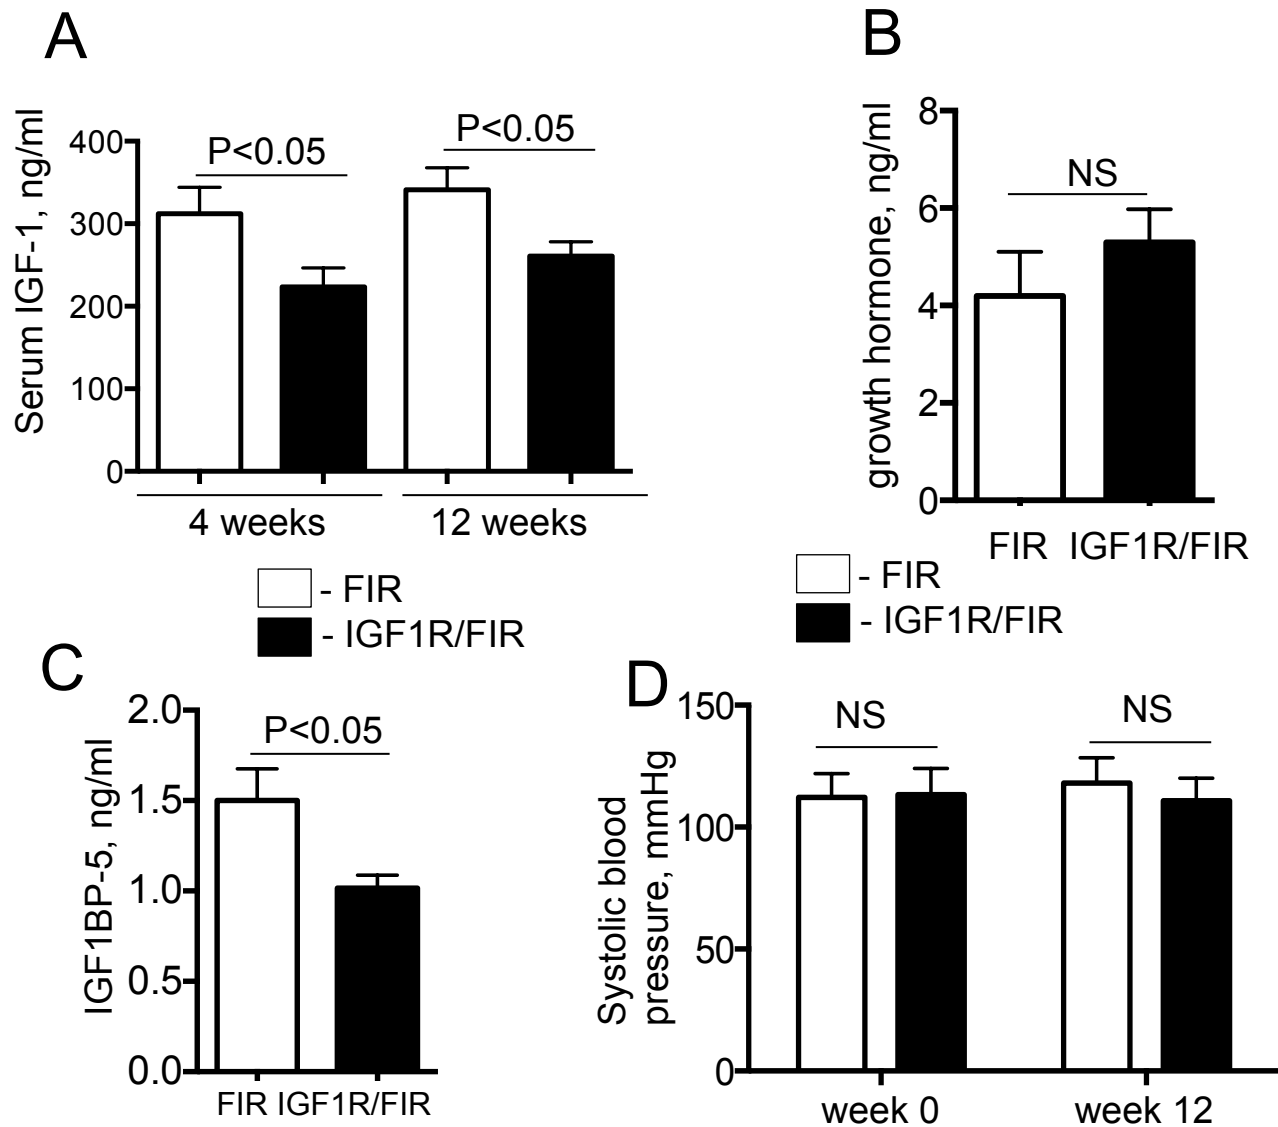 A
Serum IGF-1, ng/ml
400
300
200
100
0
P<0.05
P<0.05
4 weeks
12 weeks
- FIR
- IGF1R/FIR
B
growth hormone, ng/ml
8
6
4
2
0
NS
FIR
IGF1R/FIR
- FIR
- IGF1R/FIR
C
IGF1BP-5, ng/ml
2.0
1.5
1.0
0.5
0.0
P<0.05
FIR
IGF1R/FIR
D
Systolic blood
pressure, mmHg
150
100
50
0
NS
NS
week 0
week 12